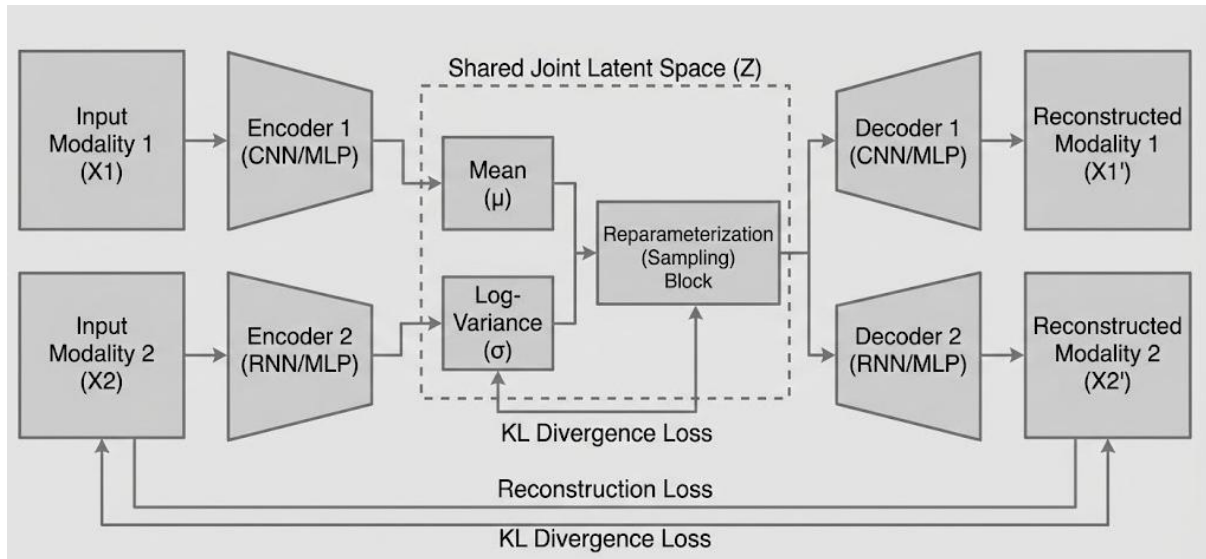 Shared Joint Latent Space (Z)
Input
Modality 1
(X1)
Encoder 1
(CNN/MLP)
Mean
(μ)
Decoder 1
(CNN/MLP)
Reconstructed
Modality 1
(X1')
Reparameterization
(Sampling)
Block
Input
Modality 2
(X2)
Encoder 2
(RNN/MLP)
Log-
Variance
(σ)
Decoder 2
(RNN/MLP)
Reconstructed
Modality 2
(X2')
KL Divergence Loss
Reconstruction Loss
KL Divergence Loss